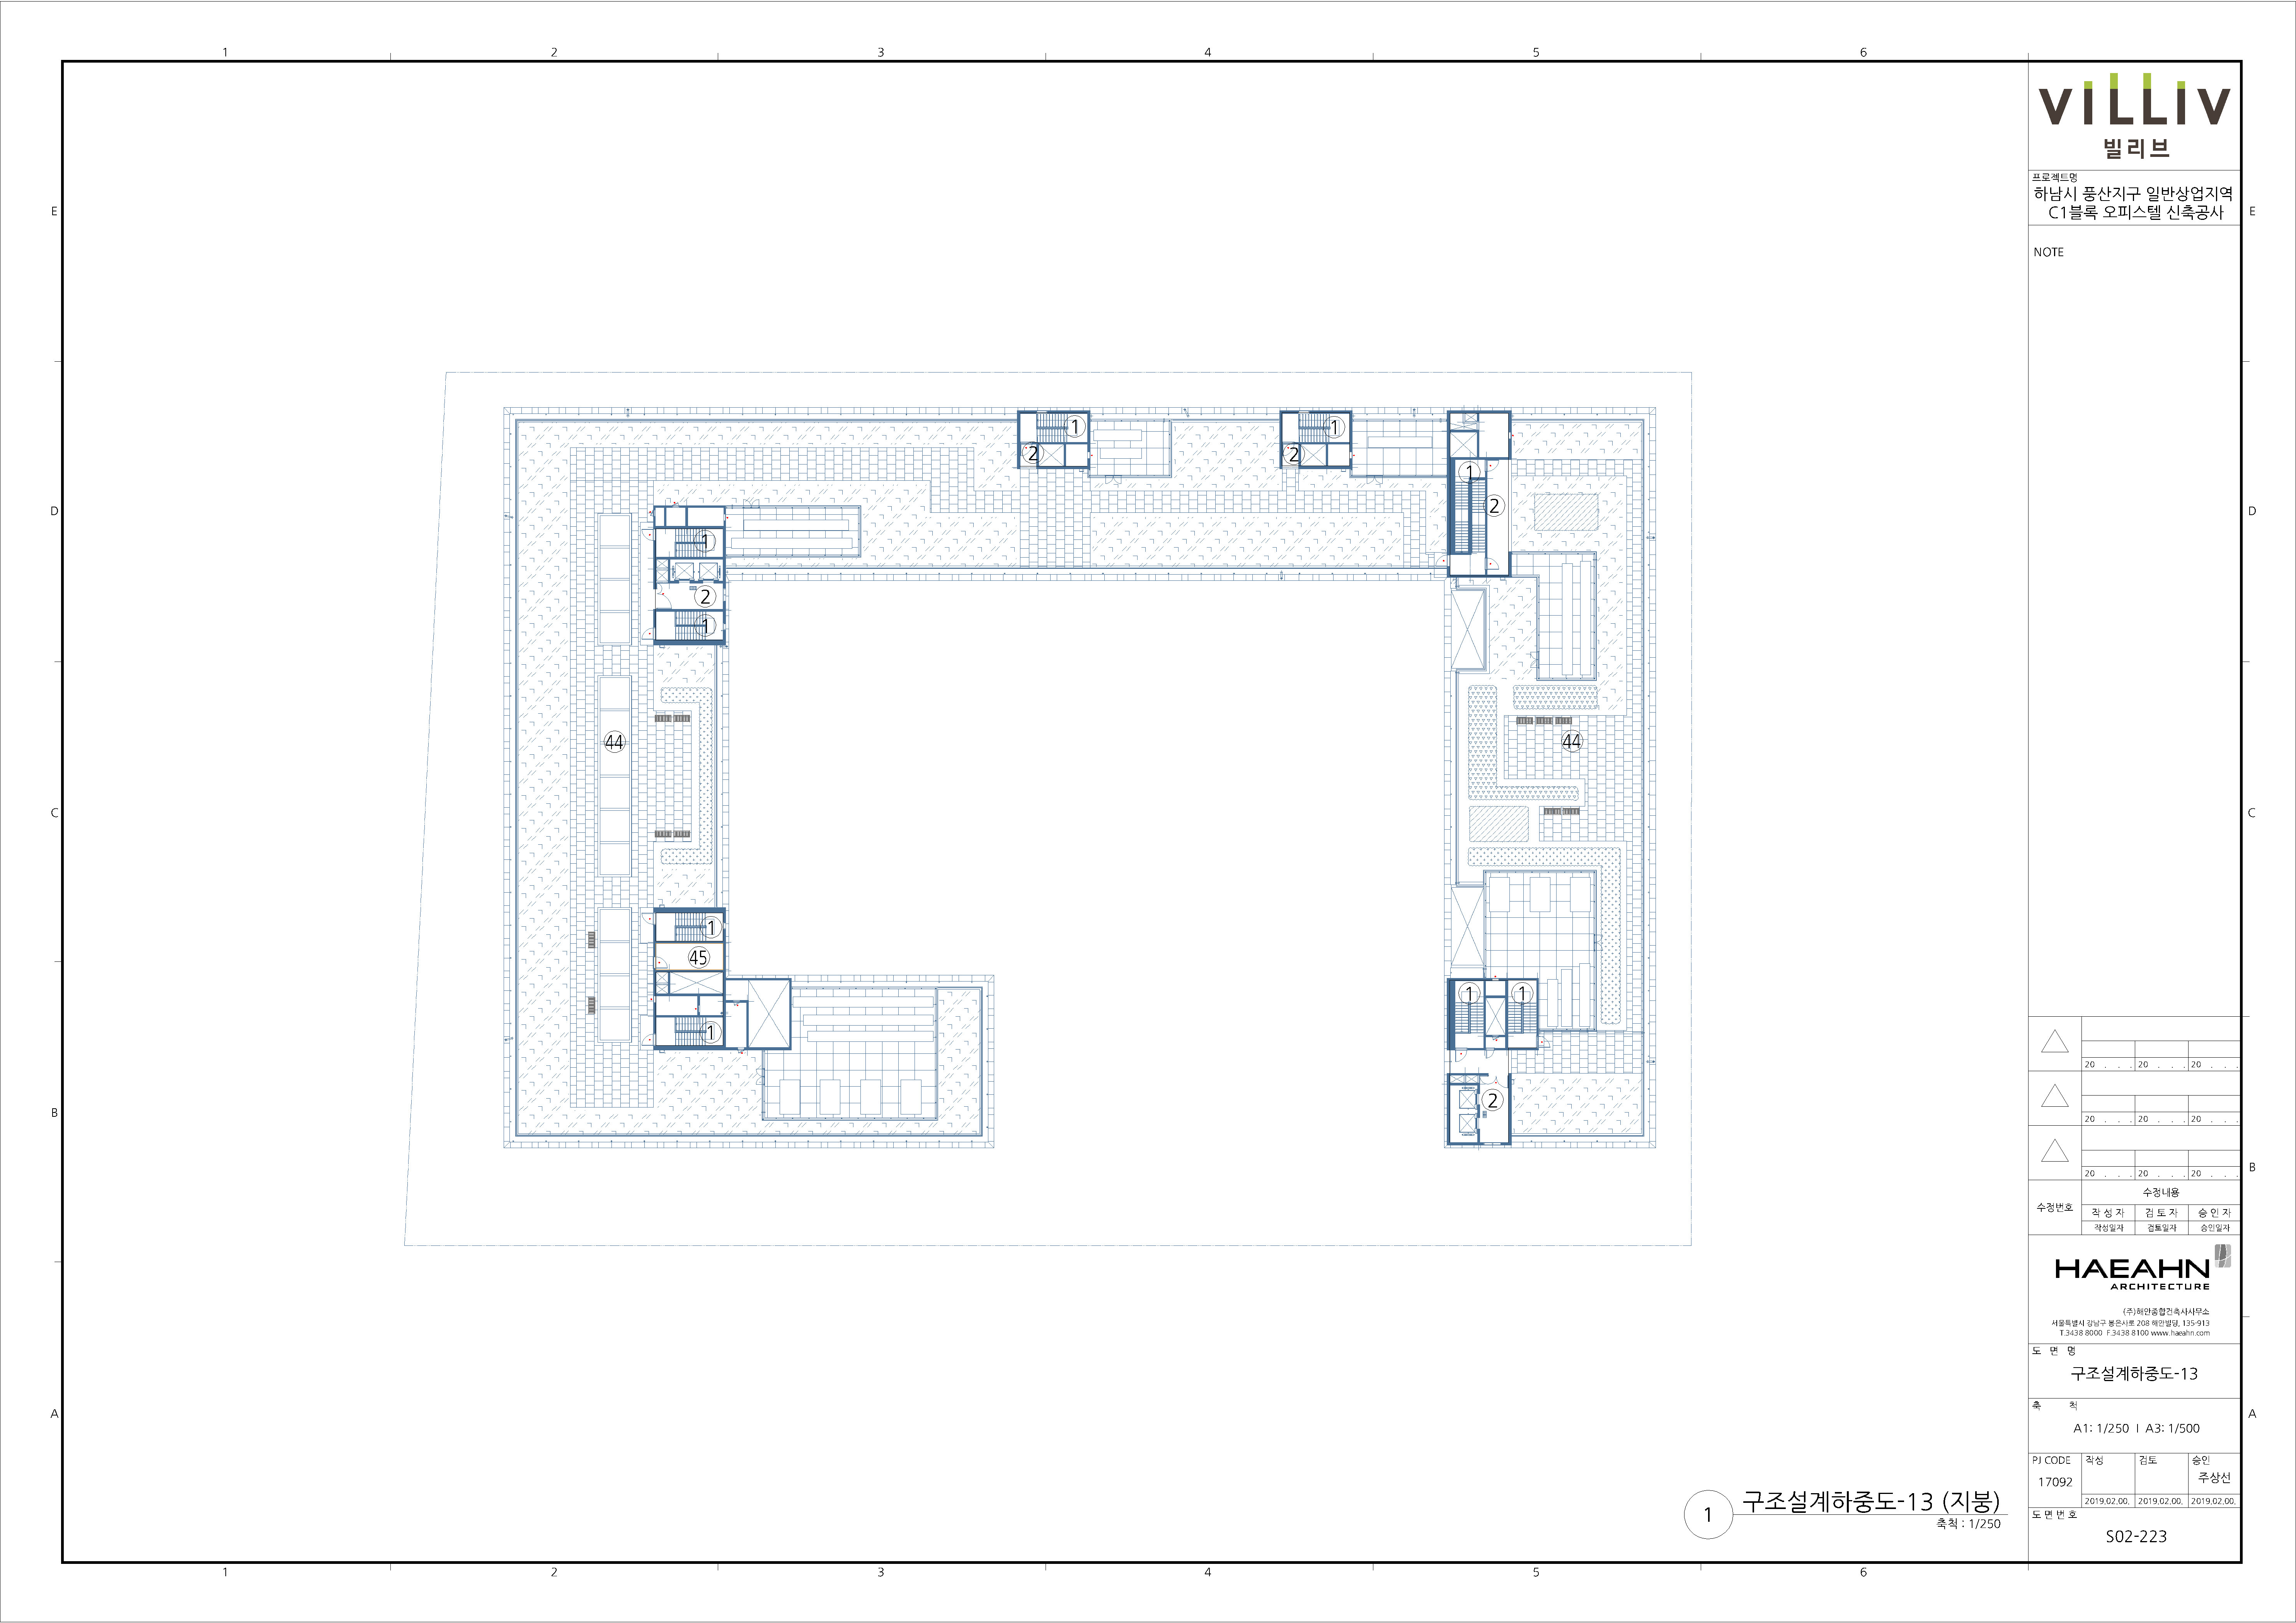 1 2 3 4 5 6
VILLIV
빌리브
프로젝트명
하남시 풍산지구 일반상업지역
C1블록 오피스텔 신축공사
E E
NOTE
1 1
2 2
1
2
D D
1
2
1
44 44
C C
1
45
1 1
1
2
20 . . . 20 . . . 20 . . .
B
20 . . . 20 . . . 20 . . .
B
20 . . . 20 . . . 20 . . .
수정번호
수정내용
작 성 자 검 토 자 승 인 자
작성일자 검토일자 승인일자
HAEAHN
ARCHITECTURE
(주)해안종합건축사사무소
서울특별시 강남구 봉은사로 208 해안빌딩, 135-913
T.3438 8000 F.3438 8100 www.haeahn.com
도 면 명
구조설계하중도-13
A A
축 척
A1: 1/250 I A3: 1/500
PJ CODE 작성 검토 승인
17092 주상선
2019.02.00. 2019.02.00. 2019.02.00.
도 면 번 호
S02-223
1 구조설계하중도-13 (지붕)
축척 : 1/250
1 2 3 4 5 6